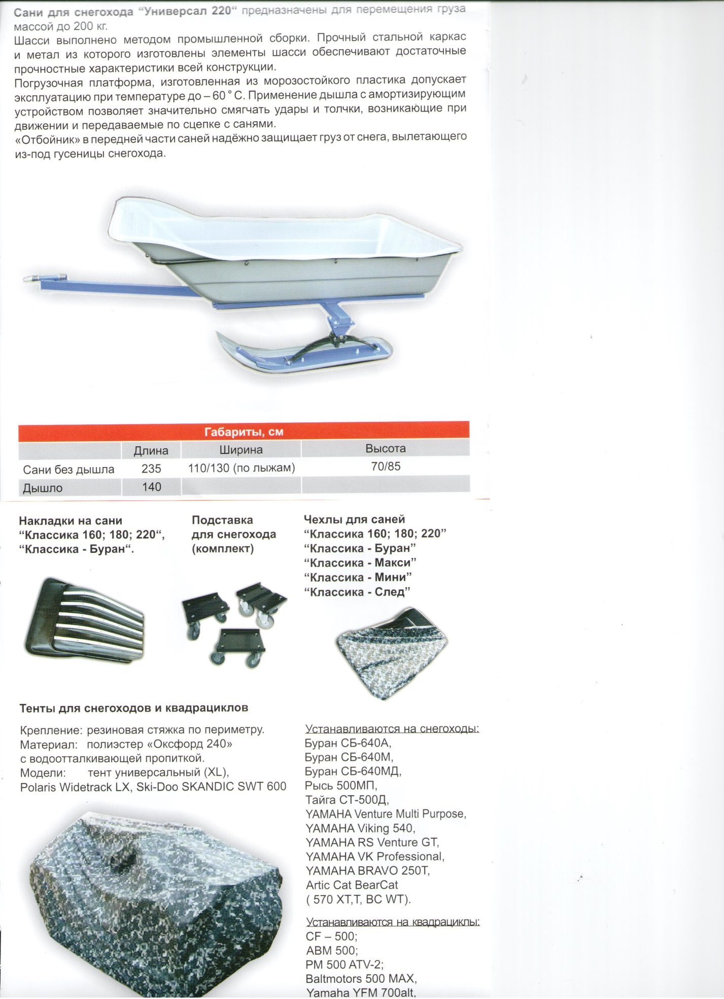 Сани для снегохода “Универсал 220“ предназначены для перемещения груза
массой до 200 кг.
Шасси выполнено методом промышленной сборки. Прочный стальной каркас
и метал из которого изготовлены элементы шасси обеспечивают достаточные
прочностные характеристики всей конструкции.
Погрузочная платформа, изготовленная из морозостойкого пластика допускает
эксплуатацию при температуре до – 60 ° С. Применение дышла с амортизирующим
устройством позволяет значительно смягчать удары и толчки, возникающие при
движении и передаваемые по сцепке с санями.
«Отбойник» в передней части саней надёжно защищает груз от снега, вылетающего
из-под гусеницы снегохода.
Габариты, см
Длина Ширина Высота
Сани без дышла 235 110/130 (по лыжам) 70/85
Дышло 140
Накладки на сани
“Классика 160; 180; 220“,
“Классика - Буран“.
Подставка
для снегохода
(комплект)
Чехлы для саней
“Классика 160; 180; 220”
“Классика - Буран”
“Классика - Макси”
“Классика - Мини”
“Классика - След”
Тенты для снегоходов и квадрациклов
Крепление: резиновая стяжка по периметру.
Материал: полиэстер «Оксфорд 240»
с водоотталкивающей пропиткой.
Модели: тент универсальный (XL),
Polaris Widetrack LX, Ski-Doo SKANDIC SWT 600
Устанавливаются на снегоходы:
Буран СБ-640А,
Буран СБ-640М,
Буран СБ-640МД,
Рысь 500МП,
Тайга СТ-500Д,
YAMAHA Venture Multi Purpose,
YAMAHA Viking 540,
YAMAHA RS Venture GT,
YAMAHA VK Professional,
YAMAHA BRAVO 250T,
Artic Cat BearCat
( 570 XT,T, BC WT).
Устанавливаются на квадрациклы:
CF – 500;
ABM 500;
PM 500 ATV-2;
Baltmotors 500 MAX,
Yamaha YFM 700alt,